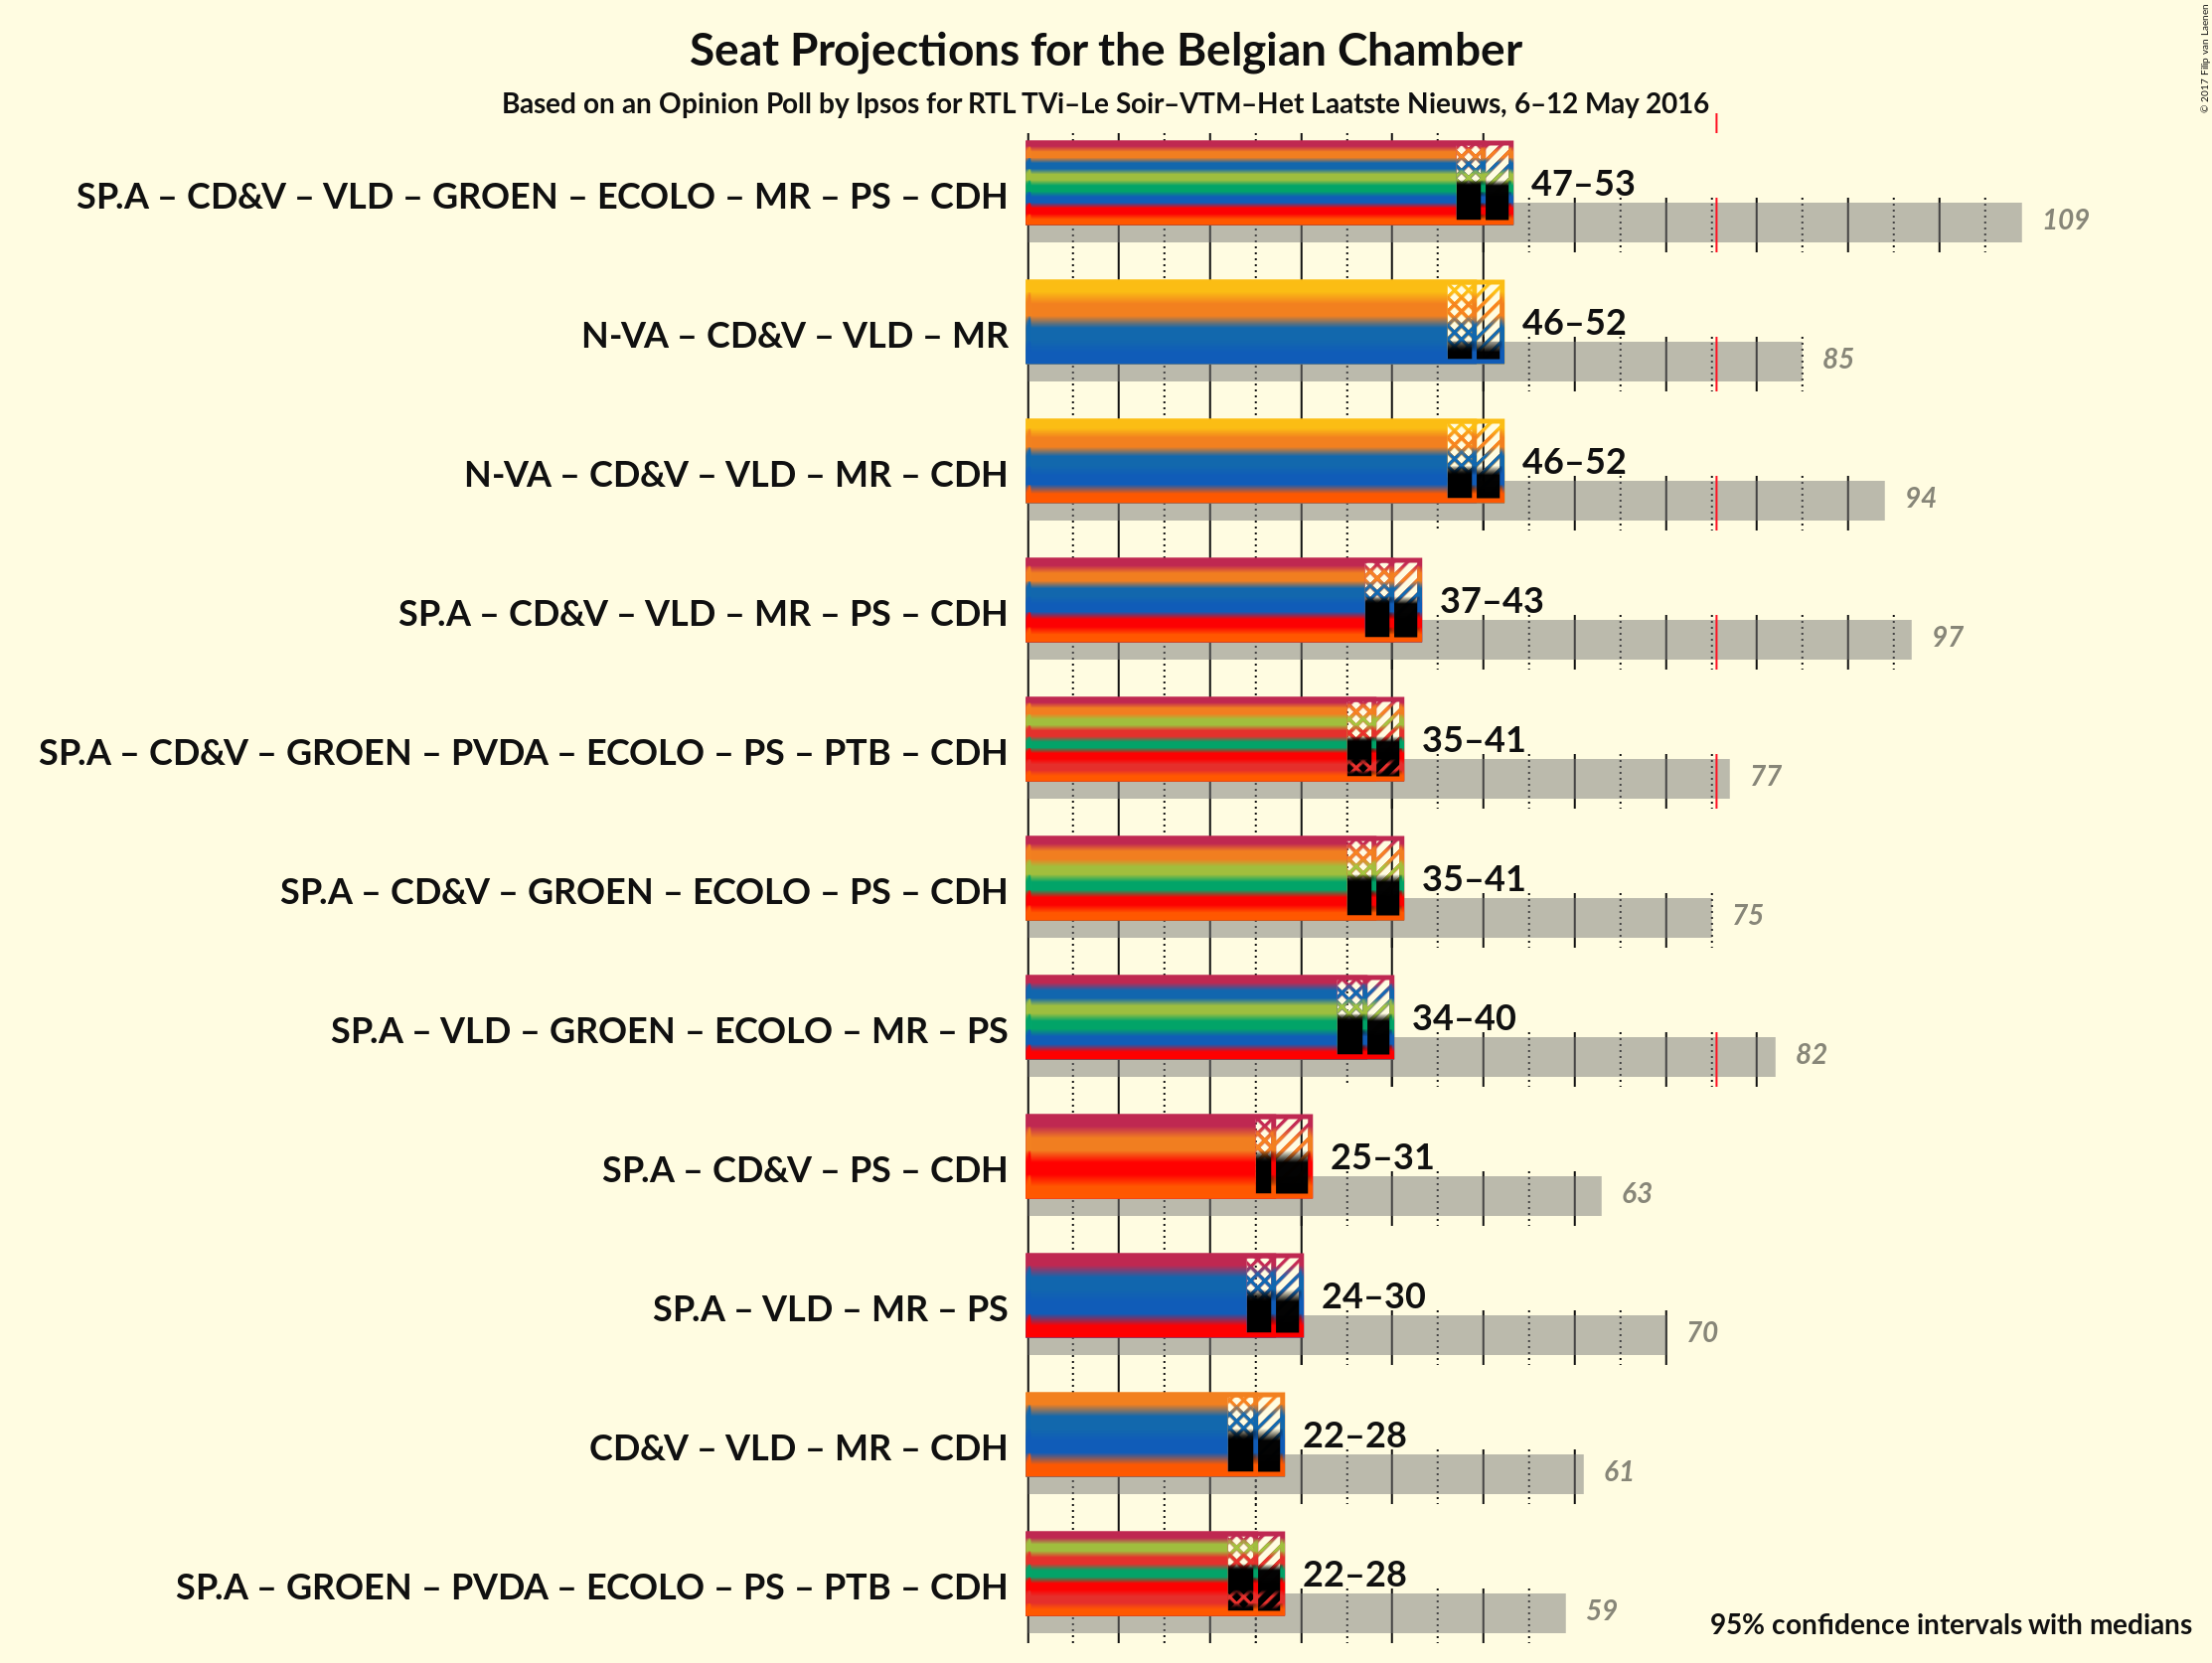 Seat Projections for the Belgian Chamber
Based on an Opinion Poll by Ipsos for RTL TVi–Le Soir–VTM–Het Laatste Nieuws, 6–12 May 2016
© 2017 Filip van Laenen
SP.A – CD&V – VLD – GROEN – ECOLO – MR – PS – CDH
47–53
109
N-VA – CD&V – VLD – MR
46–52
85
N-VA – CD&V – VLD – MR – CDH
46–52
94
SP.A – CD&V – VLD – MR – PS – CDH
37–43
97
SP.A – CD&V – GROEN – PVDA – ECOLO – PS – PTB – CDH
35–41
77
SP.A – CD&V – GROEN – ECOLO – PS – CDH
35–41
75
SP.A – VLD – GROEN – ECOLO – MR – PS
34–40
82
SP.A – CD&V – PS – CDH
25–31
63
SP.A – VLD – MR – PS
24–30
70
CD&V – VLD – MR – CDH
22–28
61
SP.A – GROEN – PVDA – ECOLO – PS – PTB – CDH
22–28
59
95% confidence intervals with medians